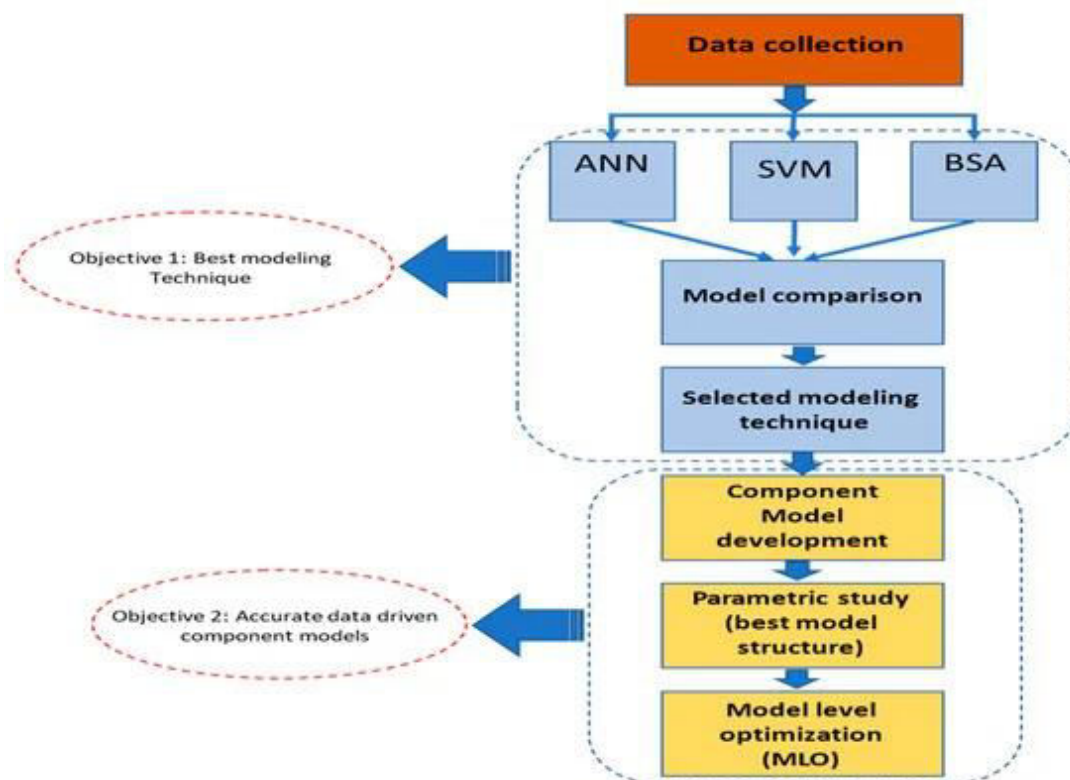 Data collection
ANN
SVM
BSA
Objective 1: Best modeling
Technique
Model comparison
Selected modeling
technique
Component
Model
development
Objective 2: Accurate data driven
component models
Parametric study
(best model
structure)
Model level
optimization
(MLO)